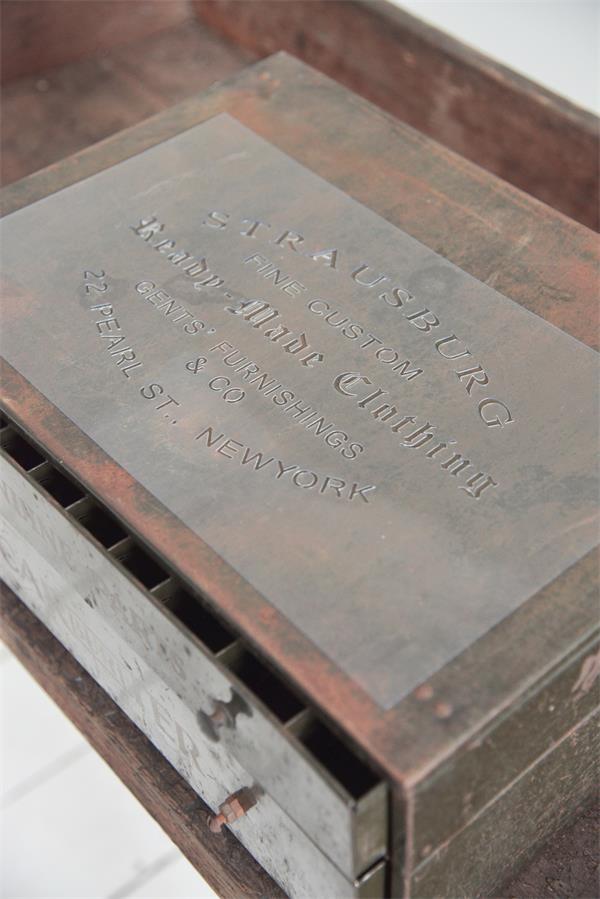 STRAUSBURG
FINE CUSTOM
Ready-Made Clothing
GENTS' FURNISHINGS
& CO
22 PEARL ST., NEWYORK